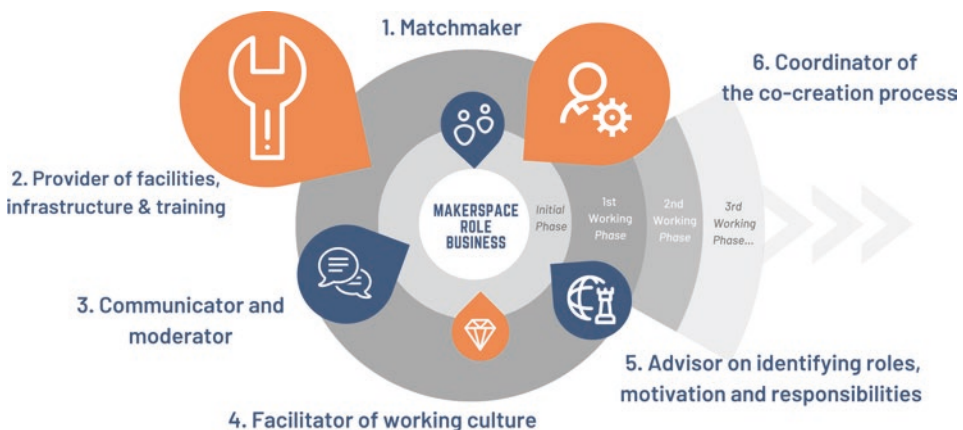 1. Matchmaker
6. Coordinator of
the co-creation process
2. Provider of facilities,
infrastructure & training
MAKERSPACE
ROLE
BUSINESS
Initial
Phase
1st
Working
Phase
2nd
Working
Phase
3rd
Working
Phase...
3. Communicator and
moderator
5. Advisor on identifying roles,
motivation and responsibilities
4. Facilitator of working culture